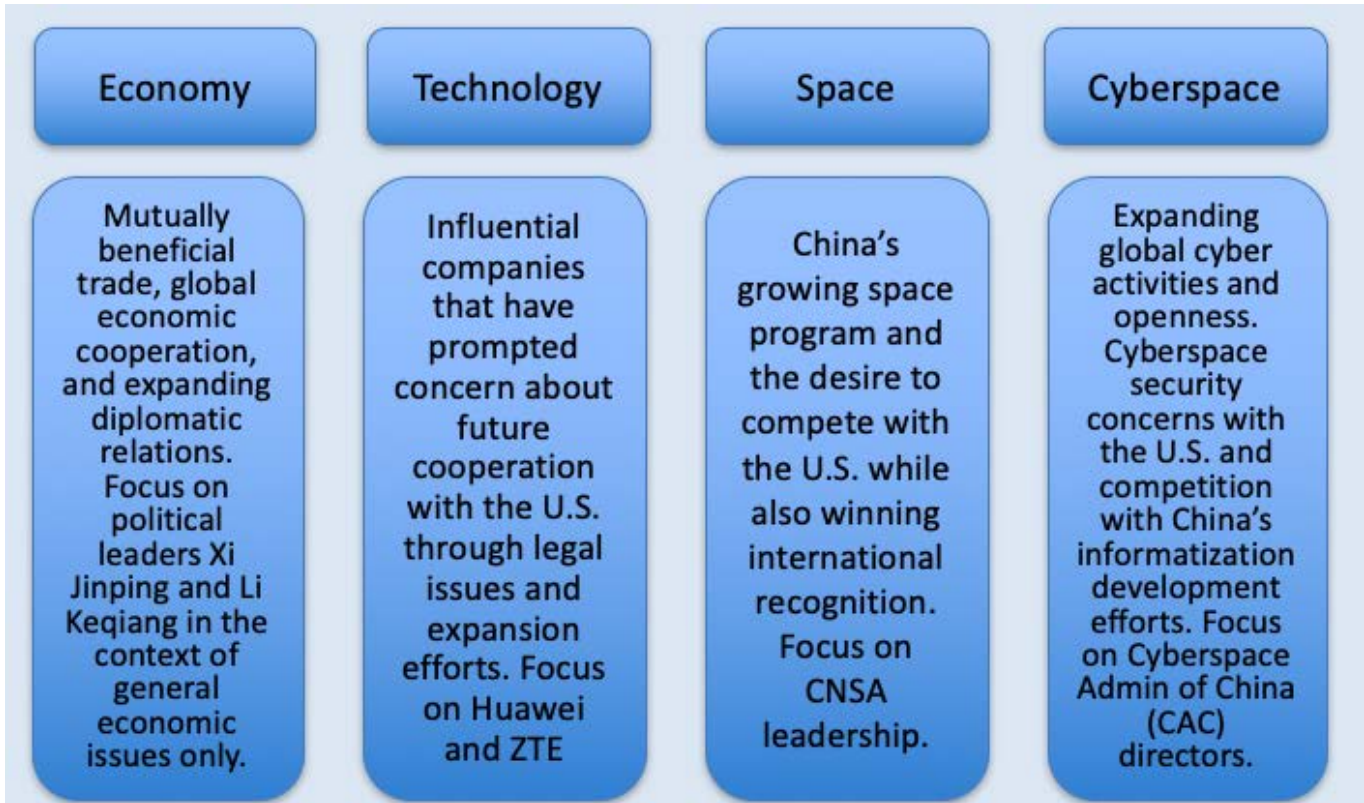 Economy
Mutually
beneficial
trade, global
economic
cooperation,
and expanding
diplomatic
relations.
Focus on
political
leaders Xi
Jinping and Li
Keqiang in the
context of
general
economic
issues only.
Technology
Influential
companies
that have
prompted
concern about
future
cooperation
with the U.S.
through legal
issues and
expansion
efforts. Focus
on Huawei
and ZTE
Space
China’s
growing space
program and
the desire to
compete with
the U.S. while
also winning
international
recognition.
Focus on
CNSA
leadership.
Cyberspace
Expanding
global cyber
activities and
openness.
Cyberspace
security
concerns with
the U.S. and
competition
with China’s
informatization
development
efforts. Focus
on Cyberspace
Admin of China
(CAC)
directors.